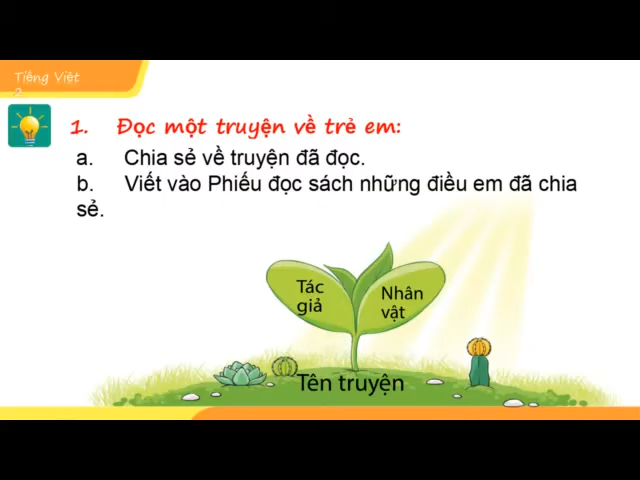 Tiếng Việt
2
1. Đọc một truyện về trẻ em:
a. Chia sẻ về truyện đã đọc.
b. Viết vào Phiếu đọc sách những điều em đã chia
sẻ.
Tác
giả
Nhân
vật
Tên truyện